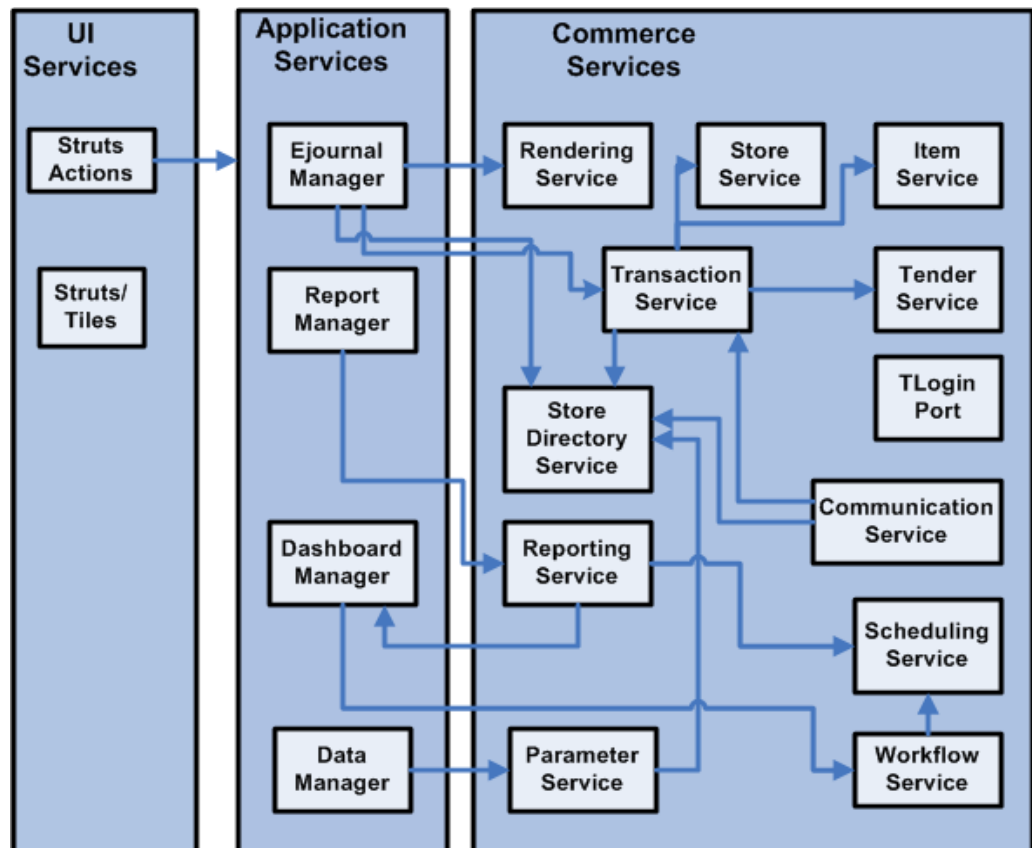 UI
Services
Application
Services
Commerce
Services
Struts
Actions
Struts/
Tiles
Ejournal
Manager
Report
Manager
Dashboard
Manager
Data
Manager
Rendering
Service
Store
Service
Item
Service
Transaction
Service
Tender
Service
TLogin
Port
Store
Directory
Service
Communication
Service
Reporting
Service
Scheduling
Service
Parameter
Service
Workflow
Service